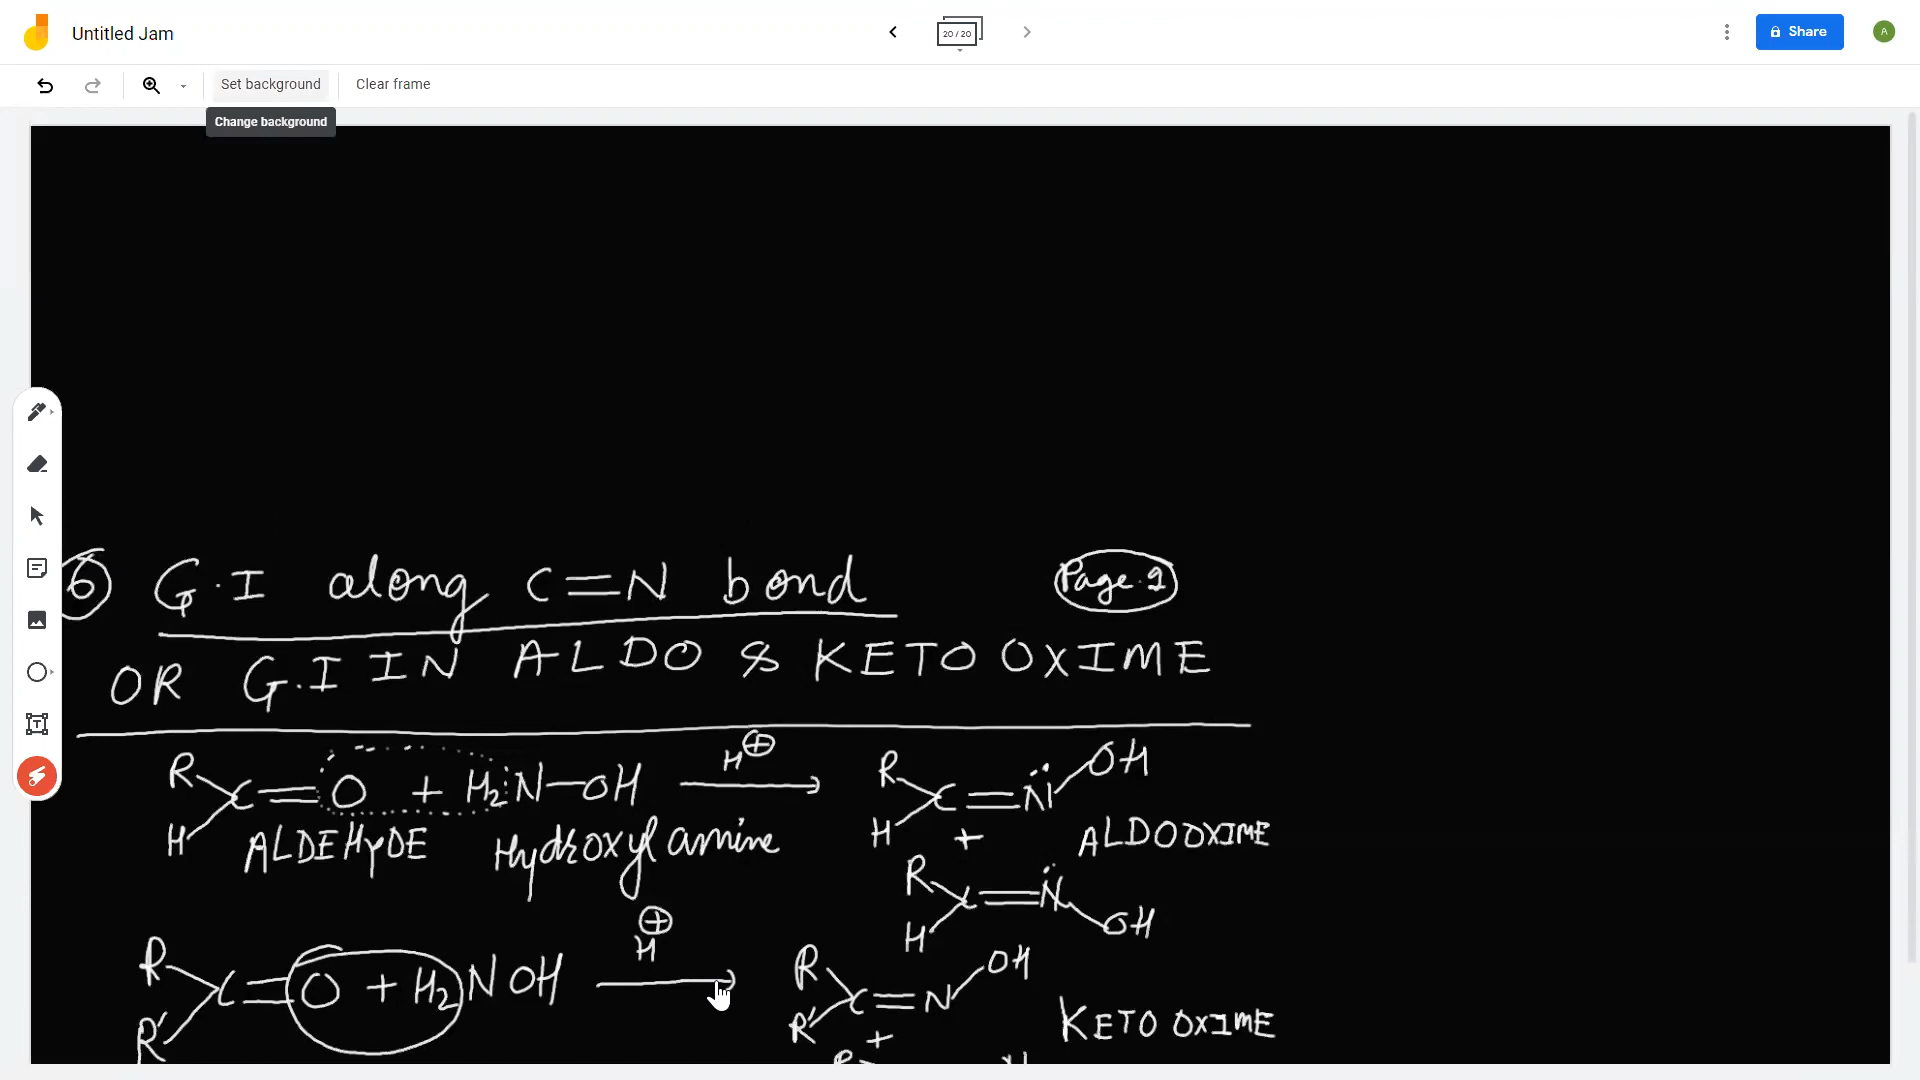 Untitled Jam
20 / 20
Share
A
Set background
Clear frame
Change background
6 G.I along C=N bond
Page.1
OR G.I IN ALDO & KETO OXIME
R H C=O + H2N-OH H⊕ → R H C=N̈ OH
ALDEHYDE Hydroxyl amine + ALDOOXIME
R H C=N̈ OH
R R' C=O + H2NOH H⊕ → R R' C=N OH
KETO OXIME
+